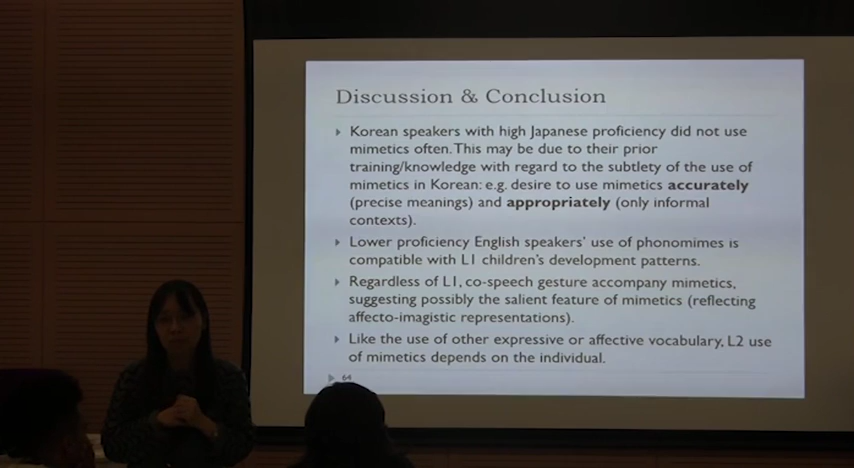 Discussion & Conclusion
Korean speakers with high Japanese proficiency did not use
mimetics often. This may be due to their prior
training/knowledge with regard to the subtlety of the use of
mimetics in Korean: e.g. desire to use mimetics accurately
(precise meanings) and appropriately (only informal
contexts).
Lower proficiency English speakers' use of phonomimes is
compatible with L1 children's development patterns.
Regardless of L1, co-speech gesture accompany mimetics,
suggesting possibly the salient feature of mimetics (reflecting
affecto-imagistic representations).
Like the use of other expressive or affective vocabulary, L2 use
of mimetics depends on the individual.
64